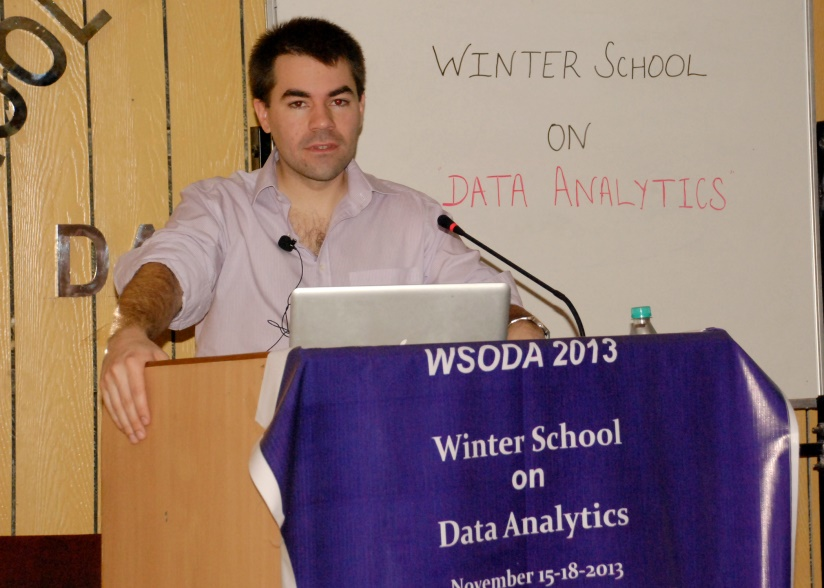 WINTER SCHOOL
ON
DATA ANALYTICS
WSODA 2013
Winter School
on
Data Analytics
November 15-18-2013